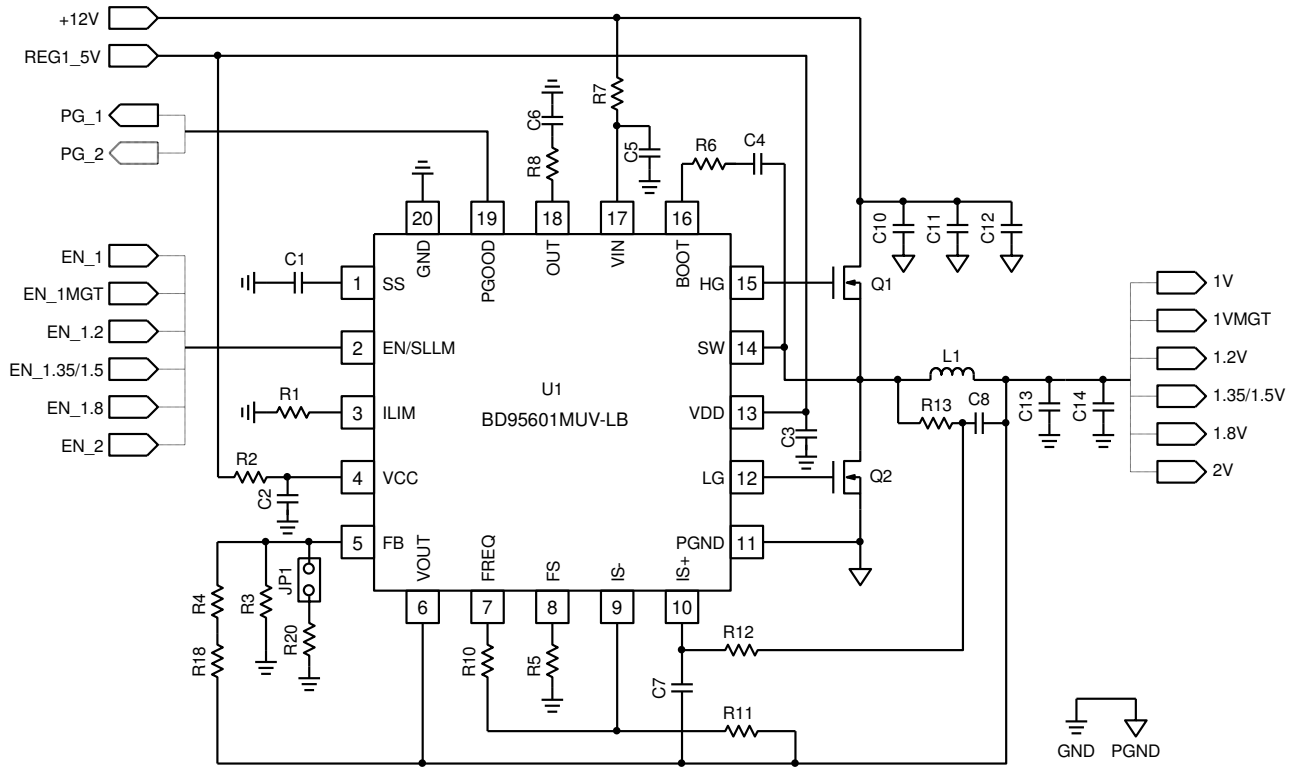 +12V
REG1_5V
PG_1
PG_2
R7
C6
R8
C5
R6
C4
20
19
18
17
16
GND
PGOOD
OUT
VIN
BOOT
C10
C11
C12
EN_1
EN_1MGT
EN_1.2
EN_1.35/1.5
EN_1.8
EN_2
C1
1
SS
HG
15
Q1
2
EN/SLLM
SW
14
U1
BD95601MUV-LB
R1
3
ILIM
VDD
13
C3
R2
C2
4
VCC
LG
12
Q2
5
FB
PGND
11
L1
R13
C8
C13
C14
1V
1VMGT
1.2V
1.35/1.5V
1.8V
2V
VOUT
FREQ
FS
IS-
IS+
6
7
8
9
10
R4
R3
JP1
R18
R20
R10
R5
C7
R12
R11
GND
PGND